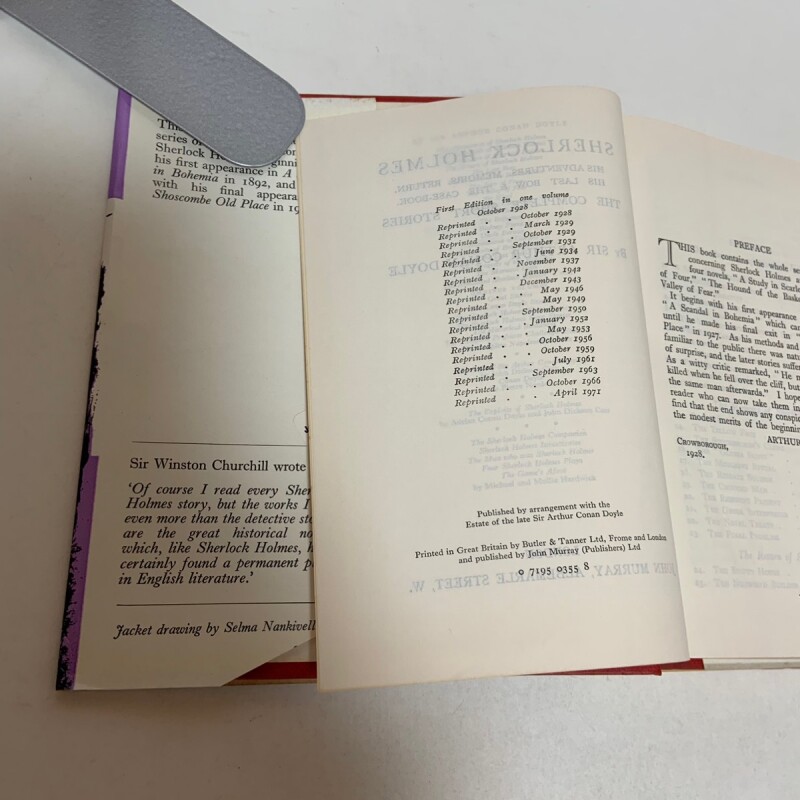 series of
Sherlock H
his first appearance in A
in Bohemia in 1892, and
with his final appeara
Shoscombe Old Place in 19
Sir Winston Churchill wrote
'Of course I read every Sher
Holmes story, but the works I
even more than the detective sto
are the great historical no
which, like Sherlock Holmes, h
certainly found a permanent p
in English literature.'
Jacket drawing by Selma Nankivell
First Edition in one volume
October 1928
Reprinted . . October 1928
Reprinted . . March 1929
Reprinted . . October 1929
Reprinted . September 1931
Reprinted . . June 1934
Reprinted . November 1937
Reprinted . . January 1942
Reprinted . December 1943
Reprinted . . May 1946
Reprinted . . May 1949
Reprinted . September 1950
Reprinted . . January 1952
Reprinted . . May 1953
Reprinted . . October 1956
Reprinted . . October 1959
Reprinted . . July 1961
Reprinted . September 1963
Reprinted . . October 1966
Reprinted . . April 1971
Published by arrangement with the
Estate of the late Sir Arthur Conan Doyle
Printed in Great Britain by Butler & Tanner Ltd, Frome and London
and published by John Murray (Publishers) Ltd
0 7195 0355 8
PREFACE
THIS book contains the whole se
concerning Sherlock Holmes a
four novels, "A Study in Scarle
of Four," "The Hound of the Bask
Valley of Fear."
It begins with his first appearance
"A Scandal in Bohemia" which ca
until he made his final exit in "
Place" in 1927. As his methods and
familiar to the public there was natu
of surprise, and the later stories suffe
As a witty critic remarked, "He m
killed when he fell over the cliff, but
the same man afterwards." I hope
reader who can now take them in
find that the end shows any conspic
the modest merits of the beginnin
CROWBOROUGH, ARTHUR
1928.